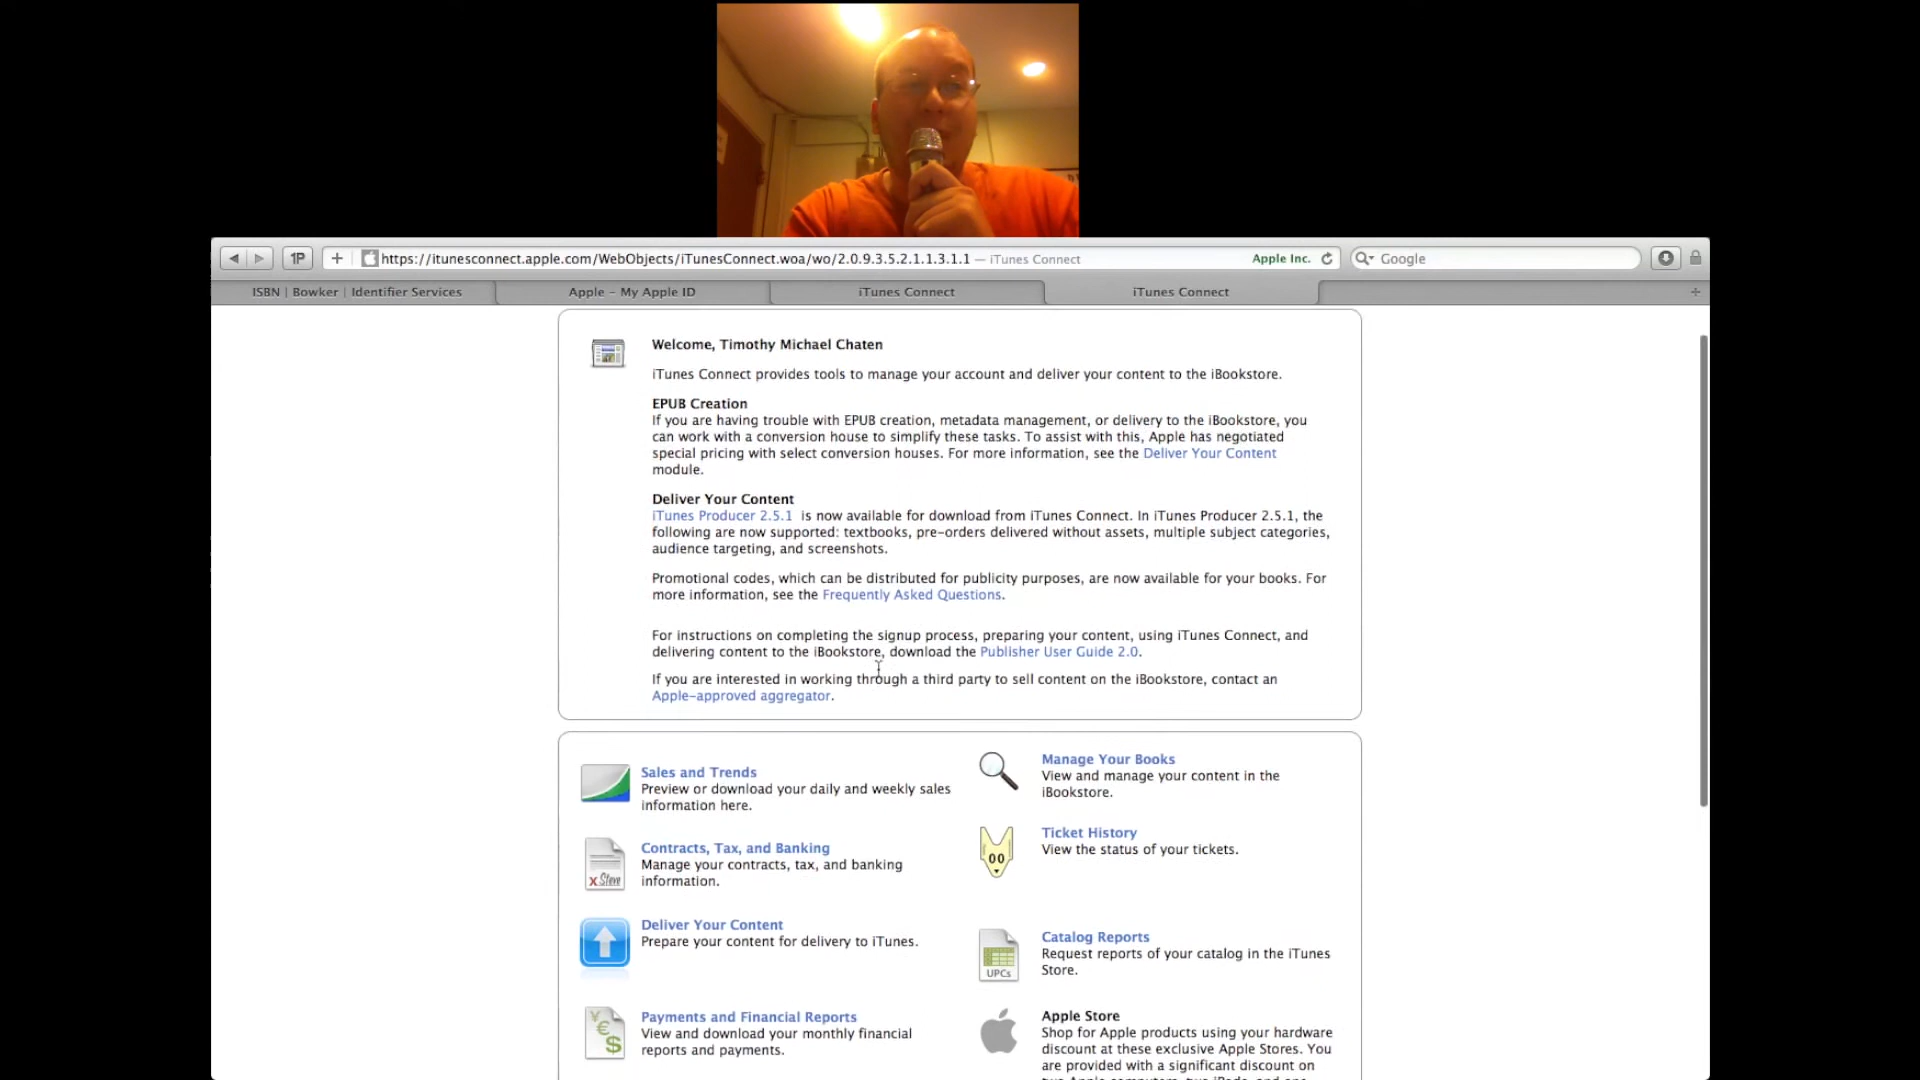 1P
+
https://itunesconnect.apple.com/WebObjects/iTunesConnect.woa/wo/2.0.9.3.5.2.1.1.3.1.1 — iTunes Connect
Apple Inc.
Google
ISBN | Bowker | Identifier Services
Apple – My Apple ID
iTunes Connect
iTunes Connect
+
Welcome, Timothy Michael Chaten
iTunes Connect provides tools to manage your account and deliver your content to the iBookstore.
EPUB Creation
If you are having trouble with EPUB creation, metadata management, or delivery to the iBookstore, you
can work with a conversion house to simplify these tasks. To assist with this, Apple has negotiated
special pricing with select conversion houses. For more information, see the Deliver Your Content
module.
Deliver Your Content
iTunes Producer 2.5.1 is now available for download from iTunes Connect. In iTunes Producer 2.5.1, the
following are now supported: textbooks, pre-orders delivered without assets, multiple subject categories,
audience targeting, and screenshots.
Promotional codes, which can be distributed for publicity purposes, are now available for your books. For
more information, see the Frequently Asked Questions.
For instructions on completing the signup process, preparing your content, using iTunes Connect, and
delivering content to the iBookstore, download the Publisher User Guide 2.0.
If you are interested in working through a third party to sell content on the iBookstore, contact an
Apple-approved aggregator.
Sales and Trends
Preview or download your daily and weekly sales
information here.
Contracts, Tax, and Banking
Manage your contracts, tax, and banking
information.
x Steve
Deliver Your Content
Prepare your content for delivery to iTunes.
Payments and Financial Reports
View and download your monthly financial
reports and payments.
¥
€
$
Manage Your Books
View and manage your content in the
iBookstore.
Ticket History
View the status of your tickets.
00
Catalog Reports
Request reports of your catalog in the iTunes
Store.
UPCs
Apple Store
Shop for Apple products using your hardware
discount at these exclusive Apple Stores. You
are provided with a significant discount on